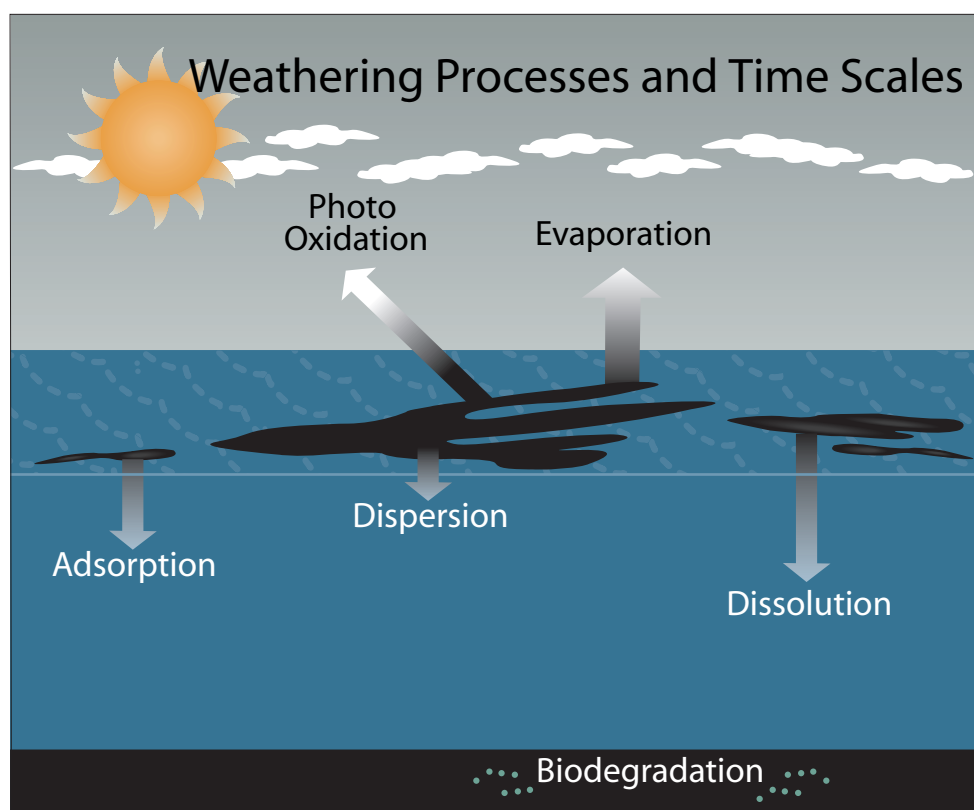 Weathering Processes and Time Scales
Photo
Oxidation
Evaporation
Dispersion
Adsorption
Dissolution
Biodegradation